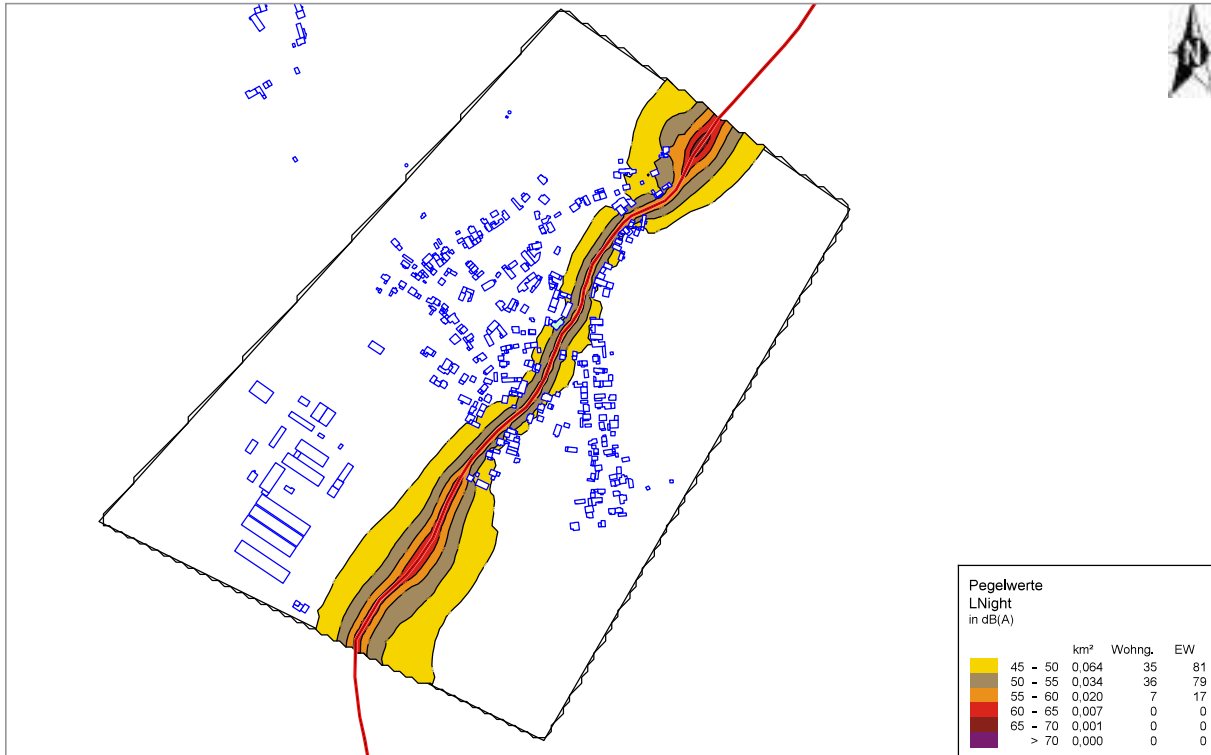 N
Pegelwerte
LNight
in dB(A)
km² Wohng. EW
45 - 50 0,064 35 81
50 - 55 0,034 36 79
55 - 60 0,020 7 17
60 - 65 0,007 0 0
65 - 70 0,001 0 0
> 70 0,000 0 0